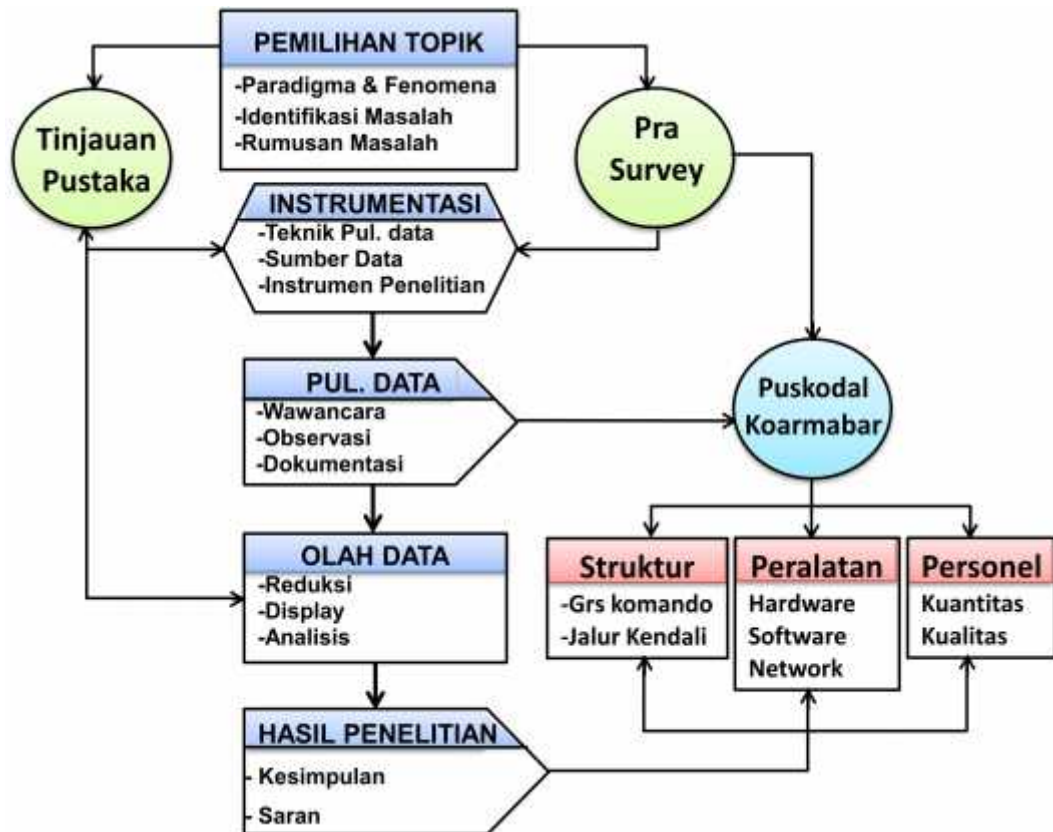 PEMILIHAN TOPIK
-Paradigma & Fenomena
-Identifikasi Masalah
-Rumusan Masalah
Tinjauan
Pustaka
Pra
Survey
INSTRUMENTASI
-Teknik Pul. data
-Sumber Data
-Instrumen Penelitian
PUL. DATA
-Wawancara
-Observasi
-Dokumentasi
Puskodal
Koarmabar
OLAH DATA
-Reduksi
-Display
-Analisis
Struktur
-Grs komando
-Jalur Kendali
Peralatan
Hardware
Software
Network
Personel
Kuantitas
Kualitas
HASIL PENELITIAN
- Kesimpulan
- Saran